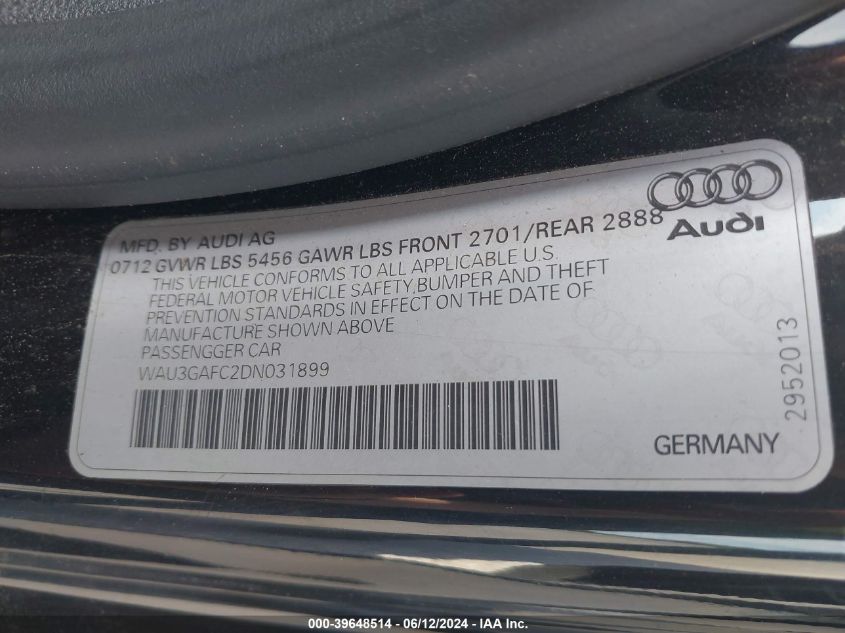 AUDI
MFD. BY AUDI AG
0712 GVWR LBS 5456 GAWR LBS FRONT 2701/REAR 2888
THIS VEHICLE CONFORMS TO ALL APPLICABLE U.S.
FEDERAL MOTOR VEHICLE SAFETY,BUMPER AND THEFT
PREVENTION STANDARDS IN EFFECT ON THE DATE OF
MANUFACTURE SHOWN ABOVE
PASSENGGER CAR
WAU3GAFC2DN031899
GERMANY
2952013
000-39648514 - 06/12/2024 - IAA Inc.